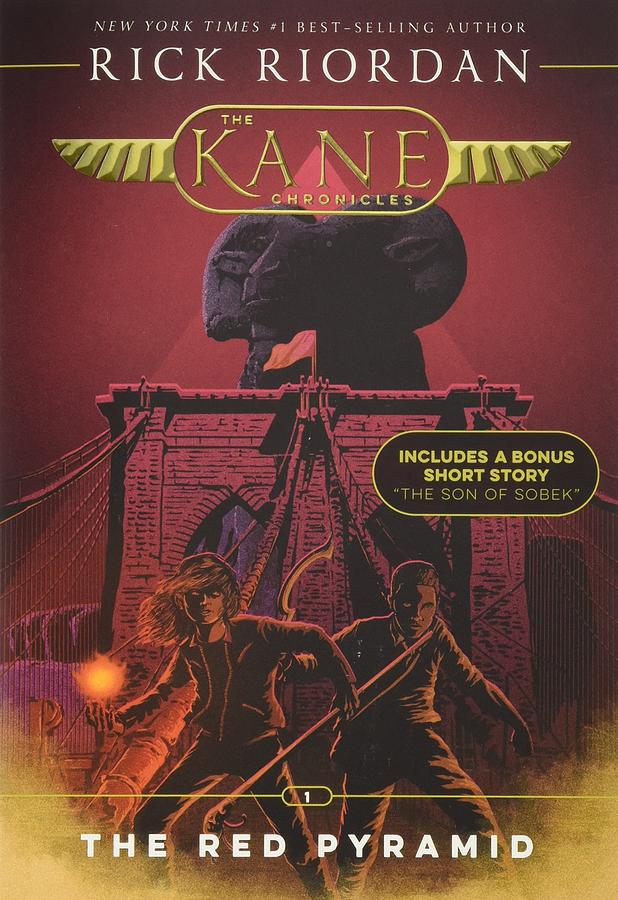 NEW YORK TIMES #1 BEST-SELLING AUTHOR
RICK RIORDAN
THE
KANE
CHRONICLES
INCLUDES A BONUS
SHORT STORY
“THE SON OF SOBEK”
1
THE RED PYRAMID